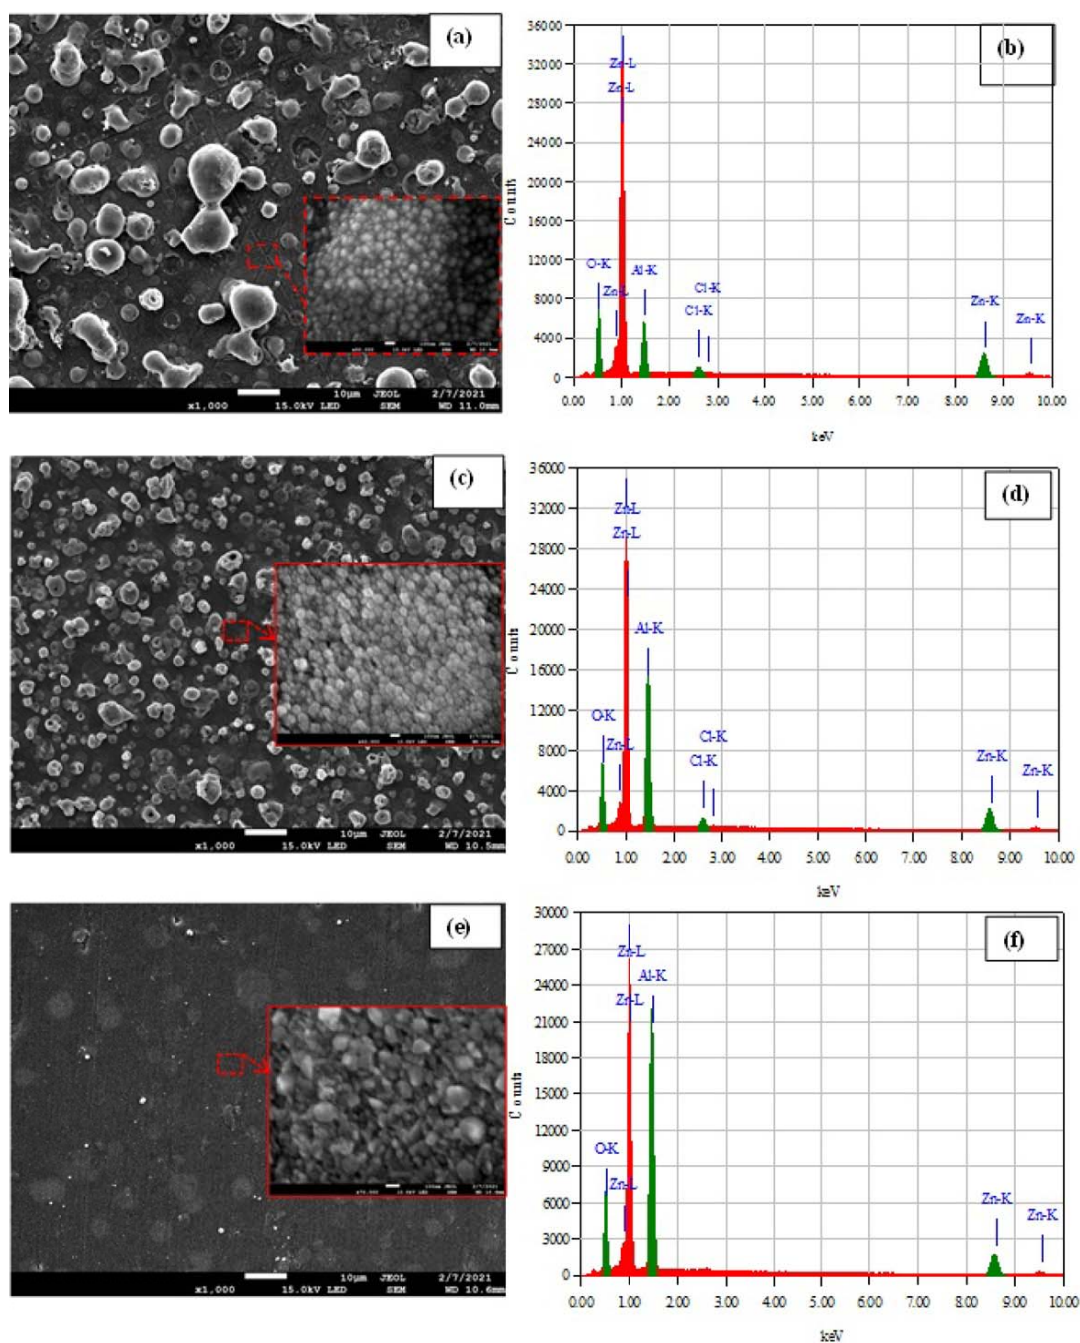 (a)
x1,000 15.0kV LED 10μm JEOL SEM 2/7/2021 WD 11.0mm
(b)
36000
32000
28000
24000
20000
16000
12000
8000
4000
0
Counts
Zn-L
Zn-L
O-K
Zn-L
Al-K
Cl-K
Cl-K
Zn-K
Zn-K
0.00 1.00 2.00 3.00 4.00 5.00 6.00 7.00 8.00 9.00 10.00
keV
(c)
x1,000 15.0kV LED 10μm JEOL SEM 2/7/2021 WD 10.5mm
(d)
36000
32000
28000
24000
20000
16000
12000
8000
4000
0
Counts
Zn-L
Zn-L
Al-K
O-K
Zn-L
Cl-K
Cl-K
Zn-K
Zn-K
0.00 1.00 2.00 3.00 4.00 5.00 6.00 7.00 8.00 9.00 10.00
keV
(e)
x1,000 15.0kV LED 10μm JEOL SEM 2/7/2021 WD 10.6mm
(f)
30000
27000
24000
21000
18000
15000
12000
9000
6000
3000
0
Counts
Zn-L
Al-K
Zn-L
O-K
Zn-L
Zn-K
Zn-K
0.00 1.00 2.00 3.00 4.00 5.00 6.00 7.00 8.00 9.00 10.00
keV